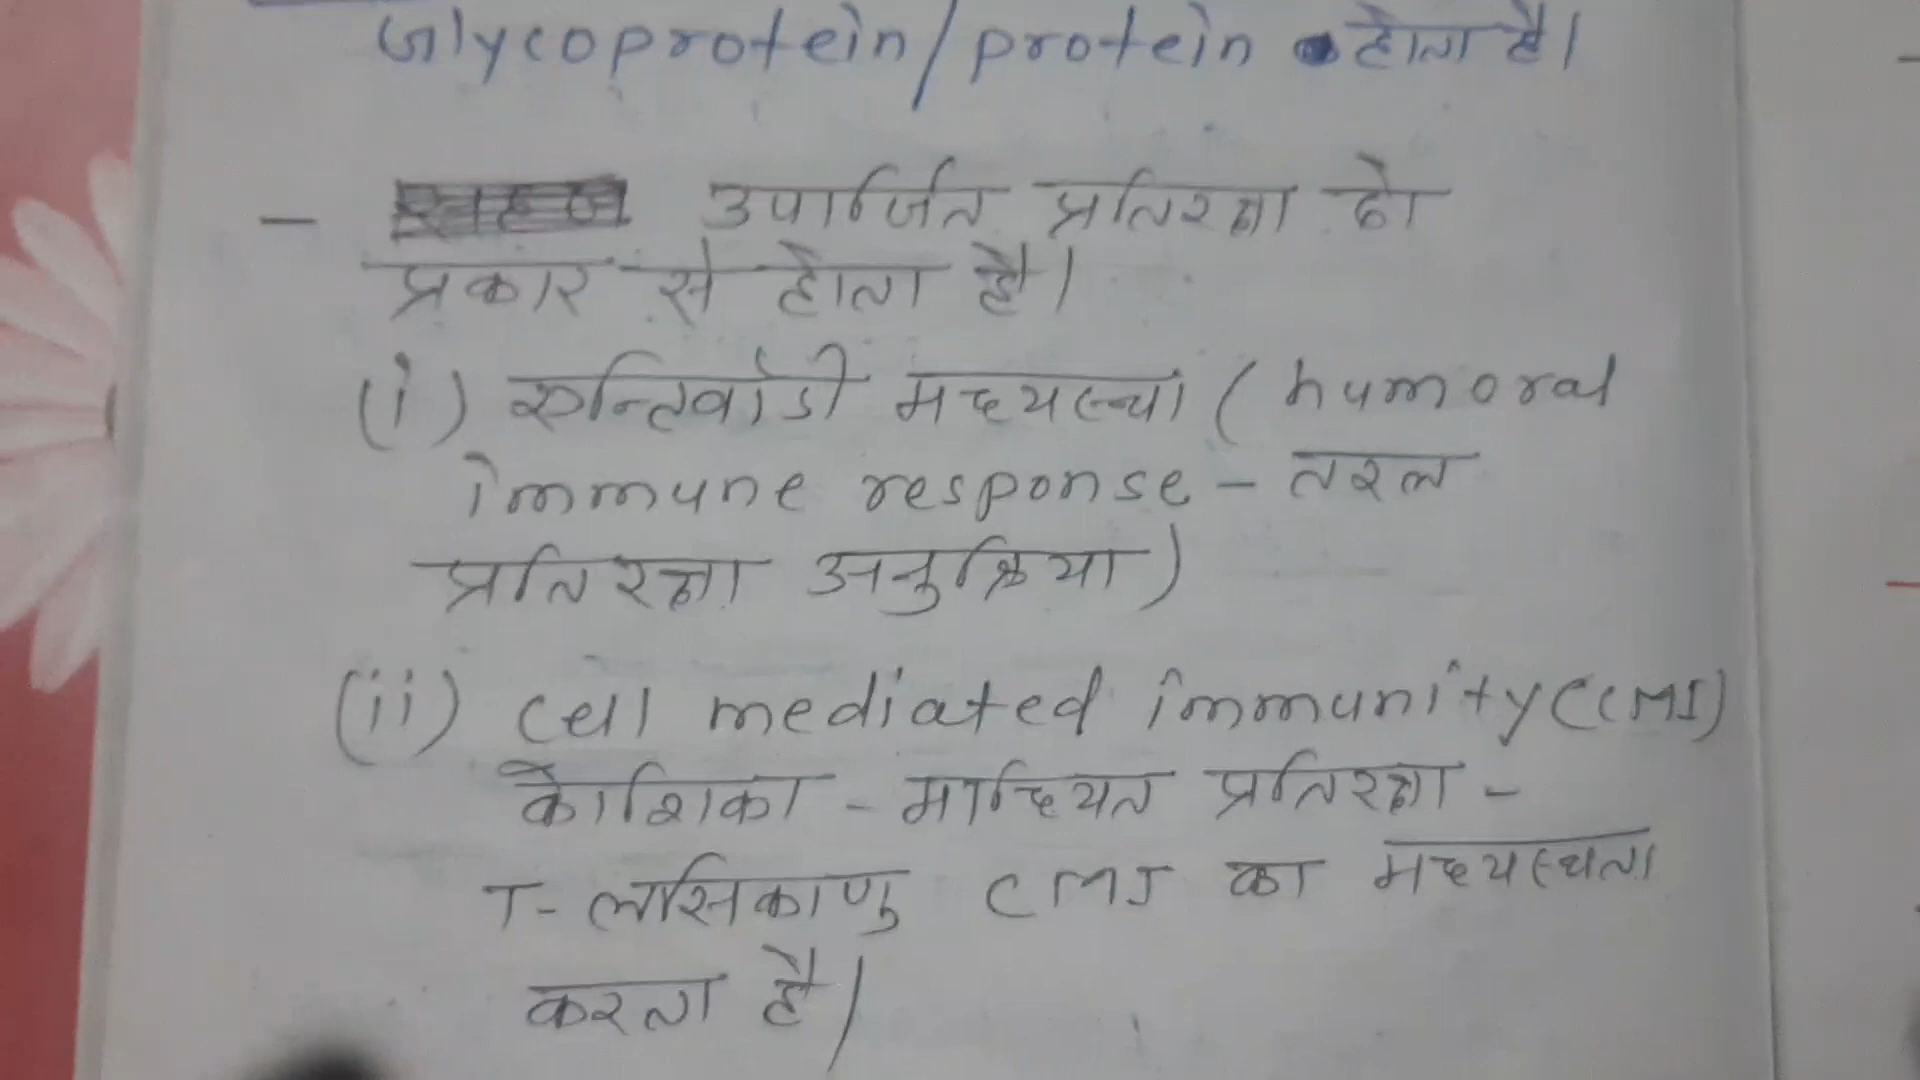 Glycoprotein/protein होता है।
- उपार्जित प्रतिरक्षा दो
प्रकार से होता है।
(i) एन्टिबॉडी मध्यस्था (humoral
immune response - तरल
प्रतिरक्षा अनुक्रिया)
(ii) cell mediated immunity (CMI)
कोशिका - माध्यित प्रतिरक्षा -
T- लसिकाणु CMI का मध्यस्थता
करता है।